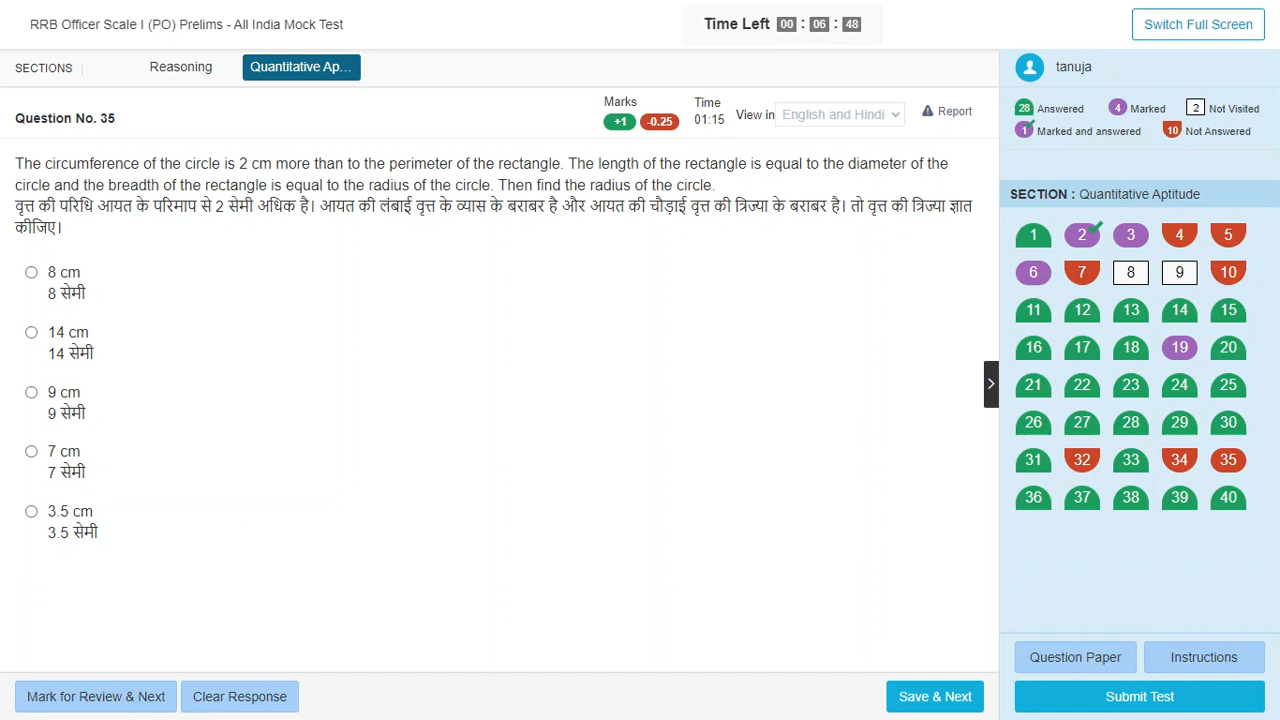 RRB Officer Scale I (PO) Prelims - All India Mock Test
Time Left 00 : 06 : 48
Switch Full Screen
SECTIONS
Reasoning
Quantitative Ap...
tanuja
Question No. 35
Marks
+1 -0.25
Time
01:15
View in English and Hindi
Report
28 Answered
4 Marked
2 Not Visited
1 Marked and answered
10 Not Answered
The circumference of the circle is 2 cm more than to the perimeter of the rectangle. The length of the rectangle is equal to the diameter of the
circle and the breadth of the rectangle is equal to the radius of the circle. Then find the radius of the circle.
वृत्त की परिधि आयत के परिमाप से 2 सेमी अधिक है। आयत की लंबाई वृत्त के व्यास के बराबर है और आयत की चौड़ाई वृत्त की त्रिज्या के बराबर है। तो वृत्त की त्रिज्या ज्ञात
कीजिए।
8 cm
8 सेमी
14 cm
14 सेमी
9 cm
9 सेमी
7 cm
7 सेमी
3.5 cm
3.5 सेमी
SECTION : Quantitative Aptitude
1 2 3 4 5
6 7 8 9 10
11 12 13 14 15
16 17 18 19 20
21 22 23 24 25
26 27 28 29 30
31 32 33 34 35
36 37 38 39 40
Question Paper
Instructions
Mark for Review & Next
Clear Response
Save & Next
Submit Test